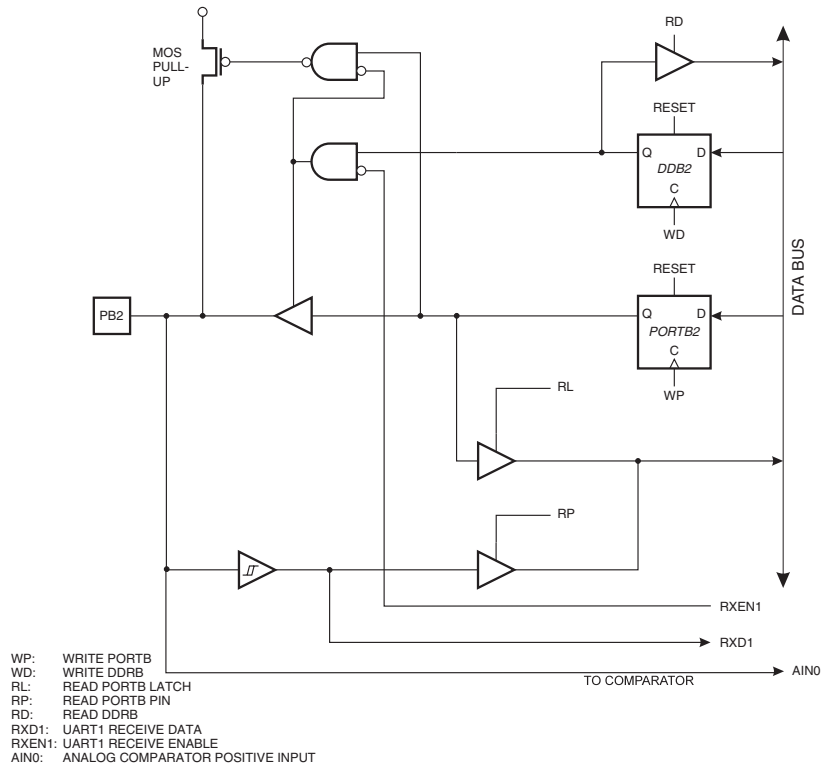 RD
MOS
PULL-
UP
RESET
Q D
DDB2
C
WD
RESET
PB2
Q D
PORTB2
C
WP
DATA BUS
RL
RP
RXEN1
RXD1
AIN0
TO COMPARATOR
WP: WRITE PORTB
WD: WRITE DDRB
RL: READ PORTB LATCH
RP: READ PORTB PIN
RD: READ DDRB
RXD1: UART1 RECEIVE DATA
RXEN1: UART1 RECEIVE ENABLE
AIN0: ANALOG COMPARATOR POSITIVE INPUT